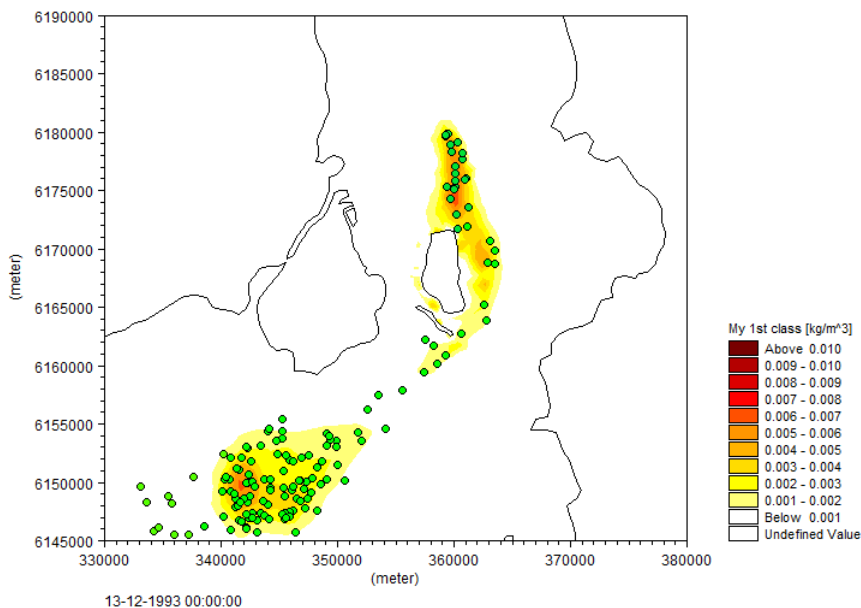 6190000
6185000
6180000
6175000
6170000
6165000
6160000
6155000
6150000
6145000
(meter)
330000 340000 350000 360000 370000 380000
(meter)
13-12-1993 00:00:00
My 1st class [kg/m^3]
Above 0.010
0.009 - 0.010
0.008 - 0.009
0.007 - 0.008
0.006 - 0.007
0.005 - 0.006
0.004 - 0.005
0.003 - 0.004
0.002 - 0.003
0.001 - 0.002
Below 0.001
Undefined Value